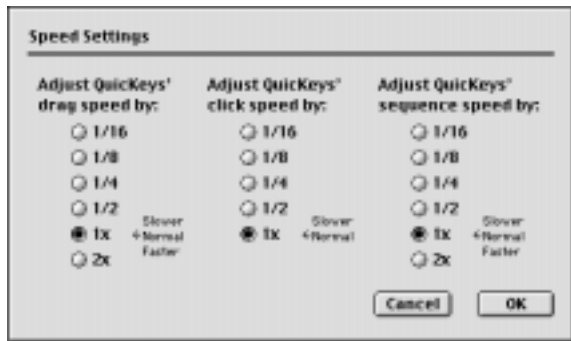 Speed Settings
Adjust QuicKeys'
drag speed by:
1/16
1/8
1/4
1/2
Slower
1x ←Normal
Faster
2x
Adjust QuicKeys'
click speed by:
1/16
1/8
1/4
1/2
Slower
1x ←Normal
Adjust QuicKeys'
sequence speed by:
1/16
1/8
1/4
1/2
Slower
1x ←Normal
Faster
2x
Cancel
OK